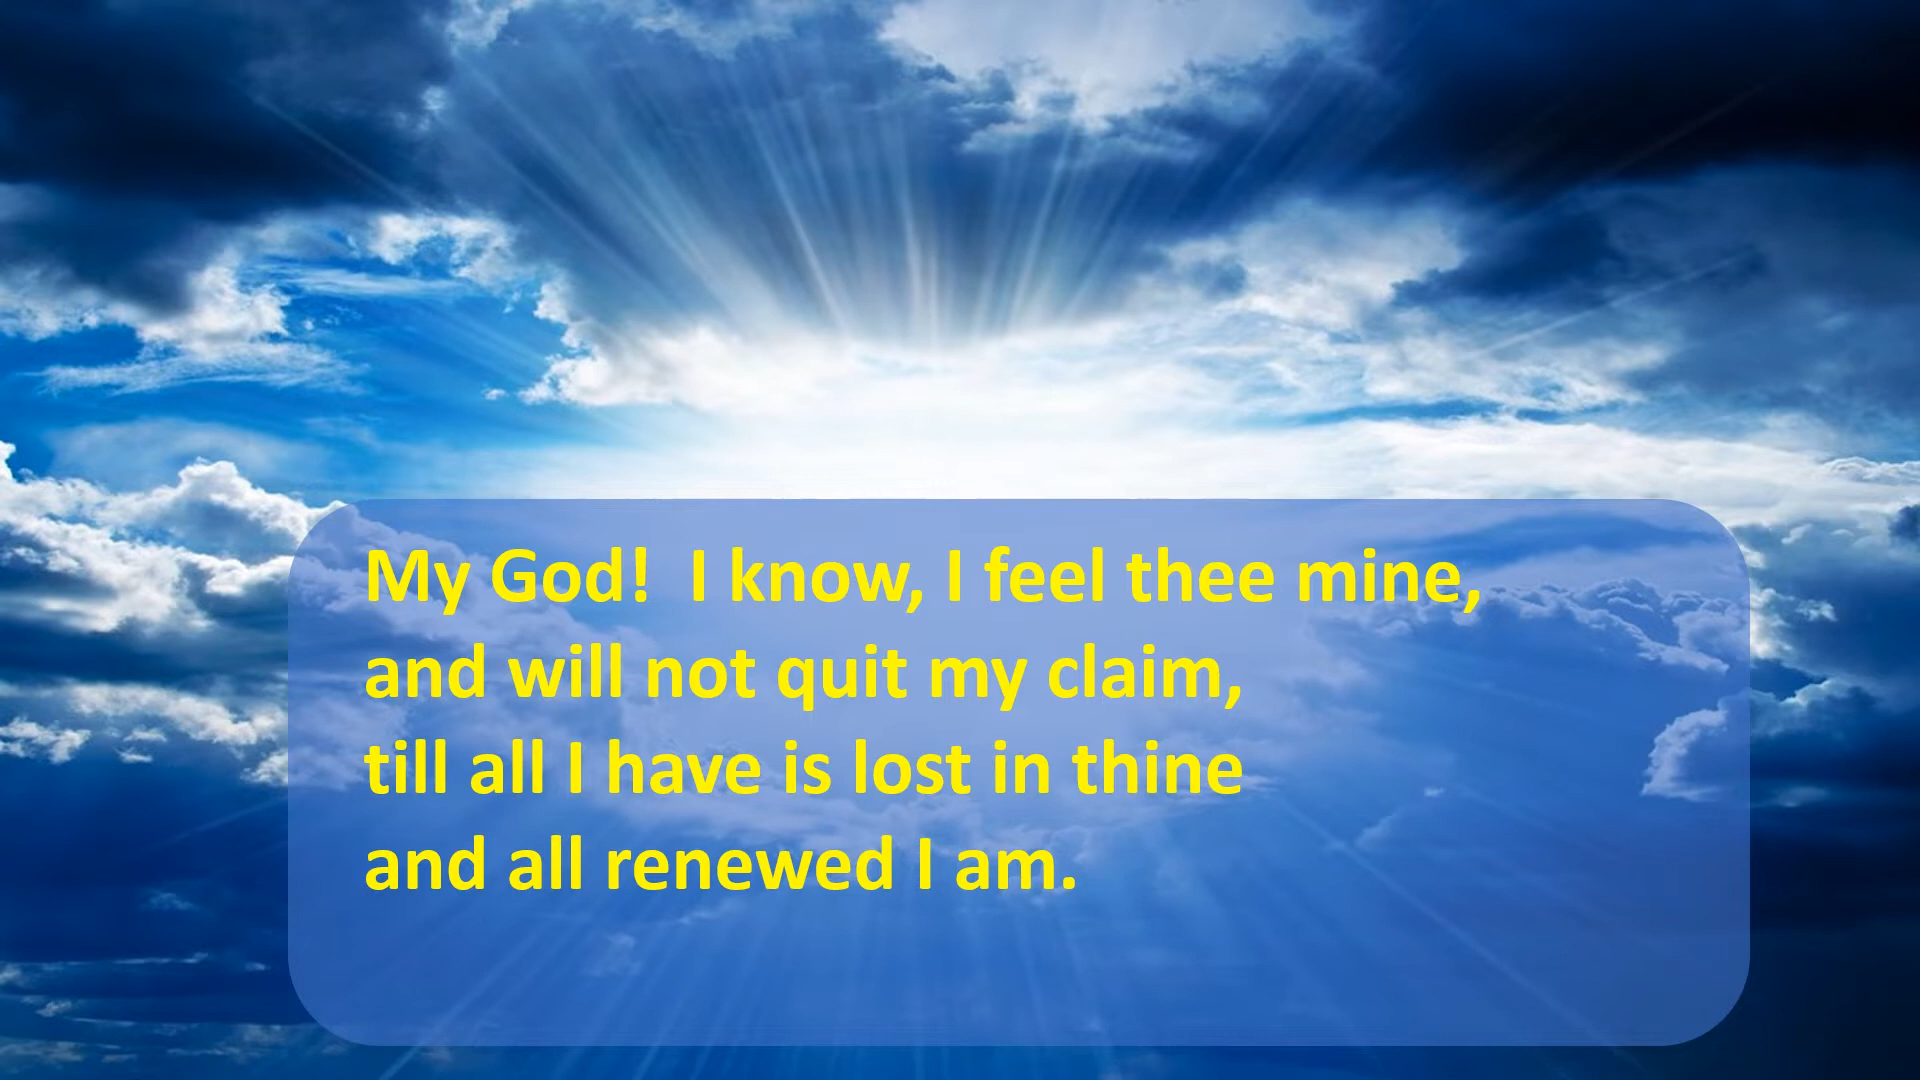 My God!  I know, I feel thee mine,
and will not quit my claim,
till all I have is lost in thine
and all renewed I am.